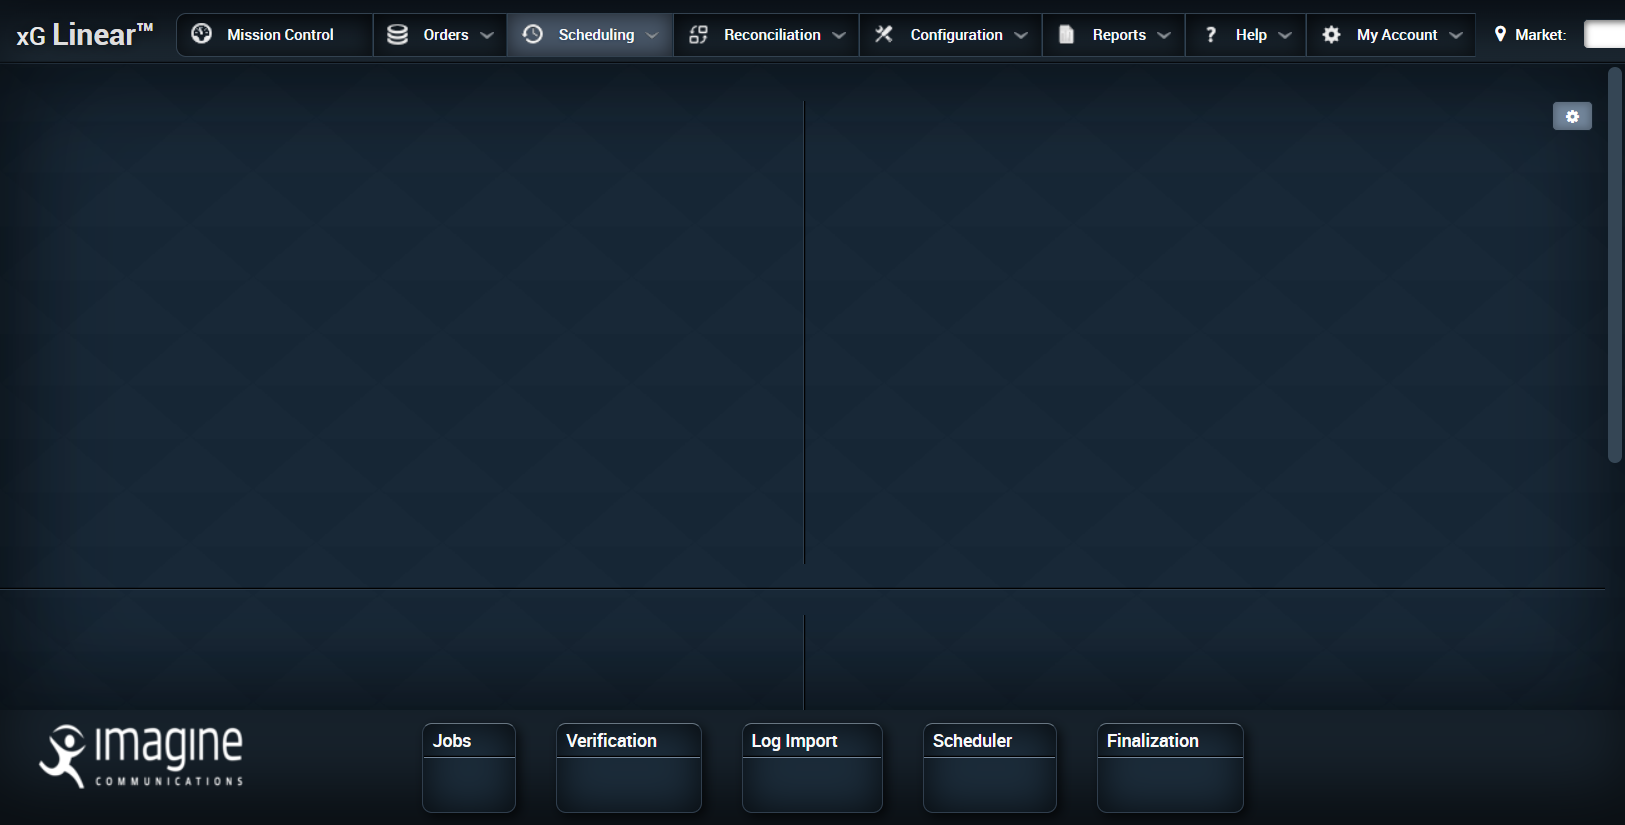 xG Linear™ Mission Control Orders Scheduling Reconciliation Configuration Reports ? Help My Account Market:
imagine
COMMUNICATIONS
Jobs Verification Log Import Scheduler Finalization